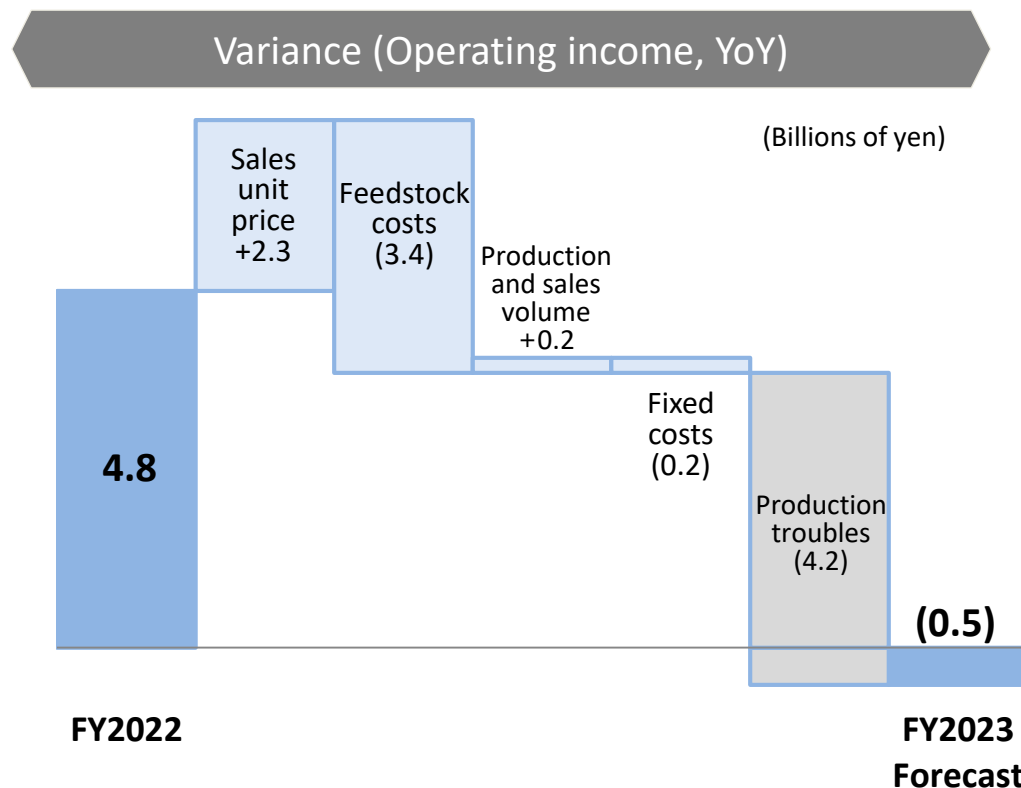 Variance (Operating income, YoY)
(Billions of yen)
Sales
unit
price
+2.3
Feedstock
costs
(3.4)
Production
and sales
volume
+0.2
Fixed
costs
(0.2)
4.8
Production
troubles
(4.2)
(0.5)
FY2022
FY2023
Forecast